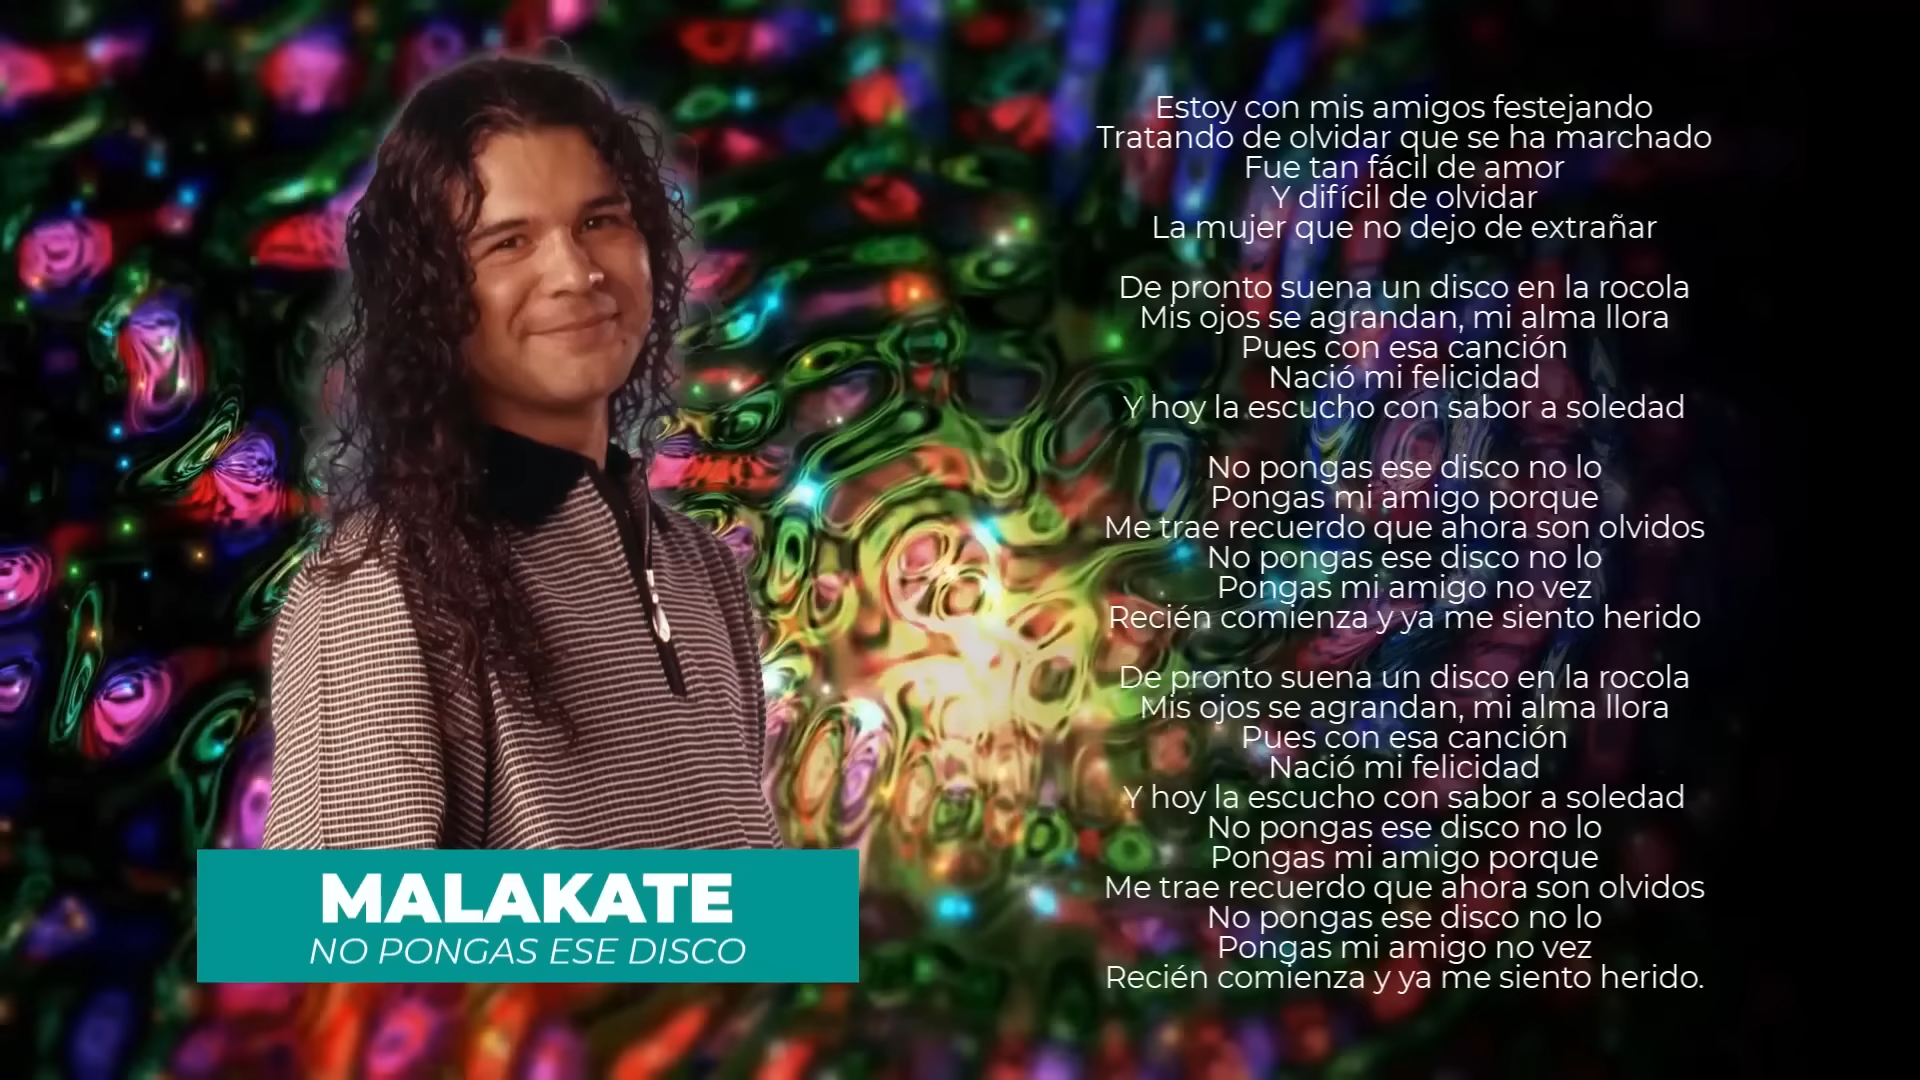 Estoy con mis amigos festejando
Tratando de olvidar que se ha marchado
Fue tan fácil de amor
Y difícil de olvidar
La mujer que no dejo de extrañar
De pronto suena un disco en la rocola
Mis ojos se agrandan, mi alma llora
Pues con esa canción
Nació mi felicidad
Y hoy la escucho con sabor a soledad
No pongas ese disco no lo
Pongas mi amigo porque
Me trae recuerdo que ahora son olvidos
No pongas ese disco no lo
Pongas mi amigo no vez
Recién comienza y ya me siento herido
De pronto suena un disco en la rocola
Mis ojos se agrandan, mi alma llora
Pues con esa canción
Nació mi felicidad
Y hoy la escucho con sabor a soledad
No pongas ese disco no lo
Pongas mi amigo porque
Me trae recuerdo que ahora son olvidos
No pongas ese disco no lo
Pongas mi amigo no vez
Recién comienza y ya me siento herido.
MALAKATE
NO PONGAS ESE DISCO